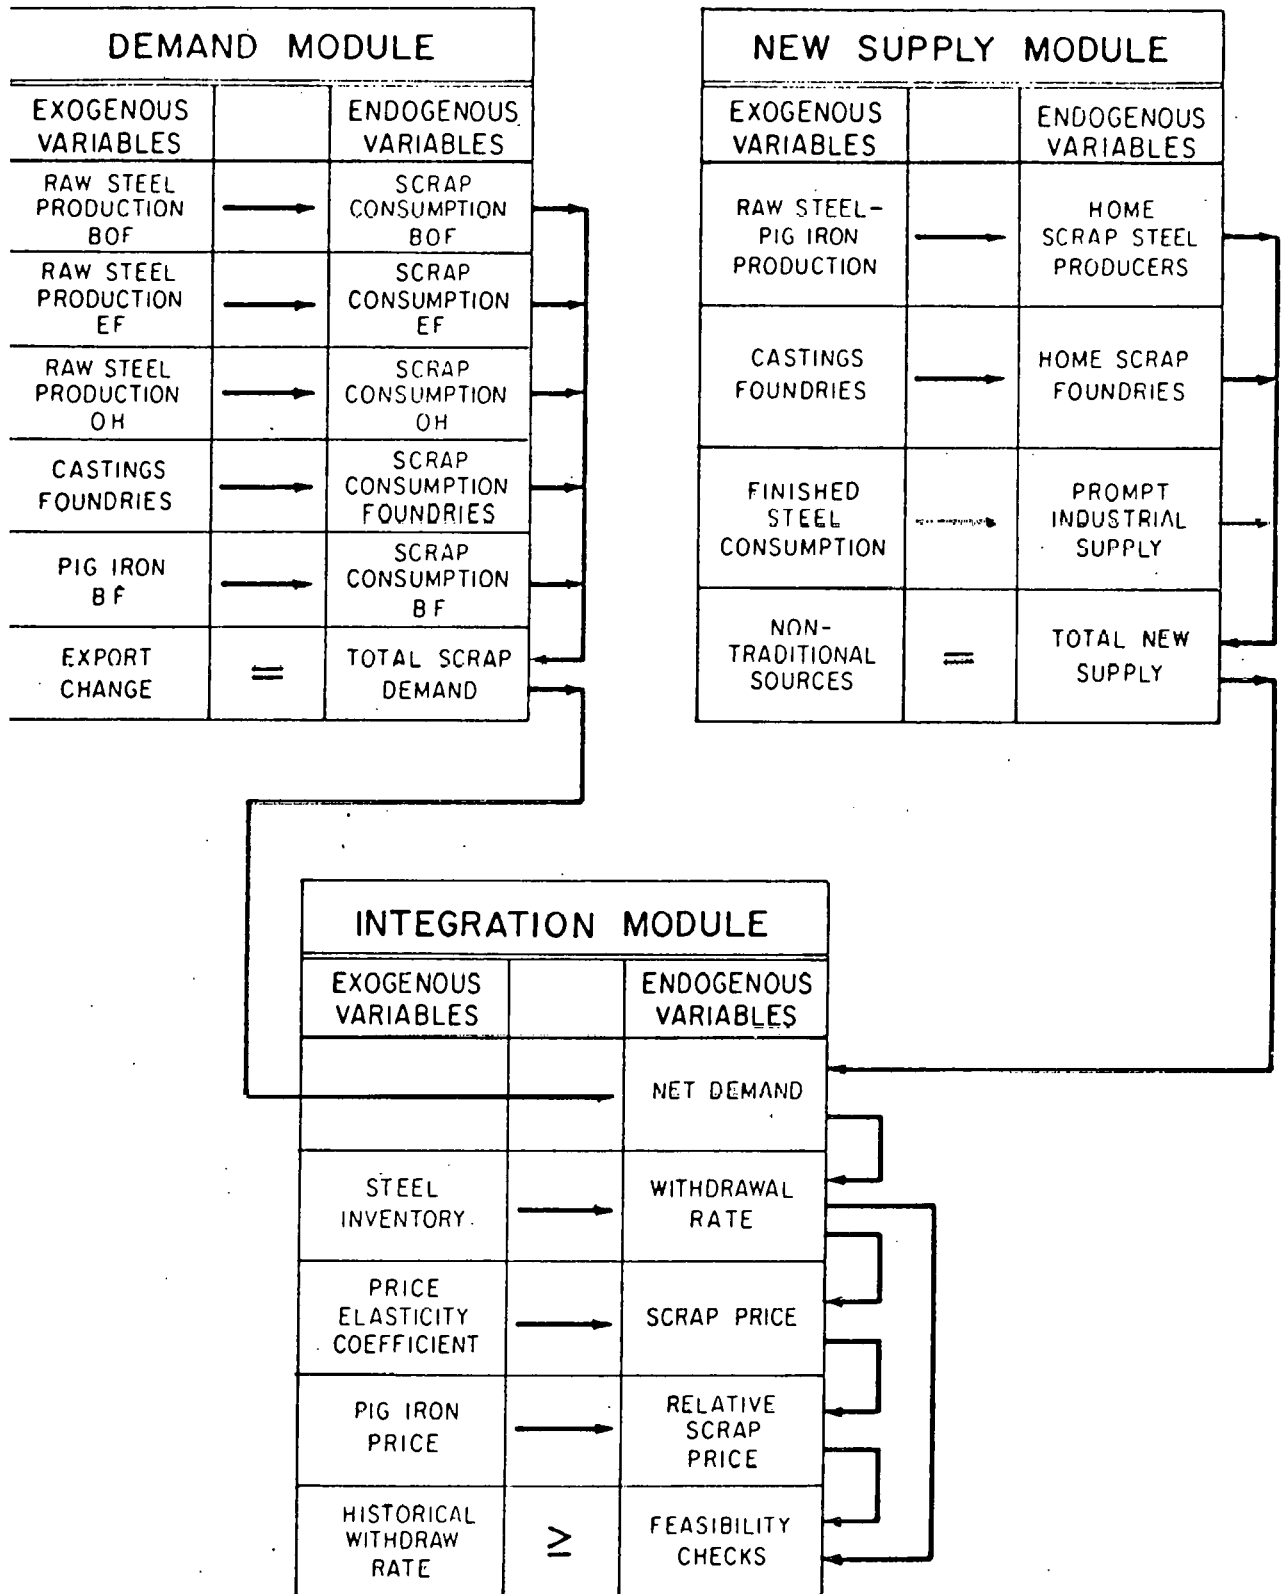 DEMAND MODULE
EXOGENOUS
VARIABLES
ENDOGENOUS
VARIABLES
RAW STEEL
PRODUCTION
BOF
SCRAP
CONSUMPTION
BOF
RAW STEEL
PRODUCTION
EF
SCRAP
CONSUMPTION
EF
RAW STEEL
PRODUCTION
OH
SCRAP
CONSUMPTION
OH
CASTINGS
FOUNDRIES
SCRAP
CONSUMPTION
FOUNDRIES
PIG IRON
BF
SCRAP
CONSUMPTION
BF
EXPORT
CHANGE
=
TOTAL SCRAP
DEMAND
NEW SUPPLY MODULE
EXOGENOUS
VARIABLES
ENDOGENOUS
VARIABLES
RAW STEEL-
PIG IRON
PRODUCTION
HOME
SCRAP STEEL
PRODUCERS
CASTINGS
FOUNDRIES
HOME SCRAP
FOUNDRIES
FINISHED
STEEL
CONSUMPTION
PROMPT
INDUSTRIAL
SUPPLY
NON-
TRADITIONAL
SOURCES
=
TOTAL NEW
SUPPLY
INTEGRATION MODULE
EXOGENOUS
VARIABLES
ENDOGENOUS
VARIABLES
NET DEMAND
STEEL
INVENTORY
WITHDRAWAL
RATE
PRICE
ELASTICITY
COEFFICIENT
SCRAP PRICE
PIG IRON
PRICE
RELATIVE
SCRAP
PRICE
HISTORICAL
WITHDRAW
RATE
≥
FEASIBILITY
CHECKS